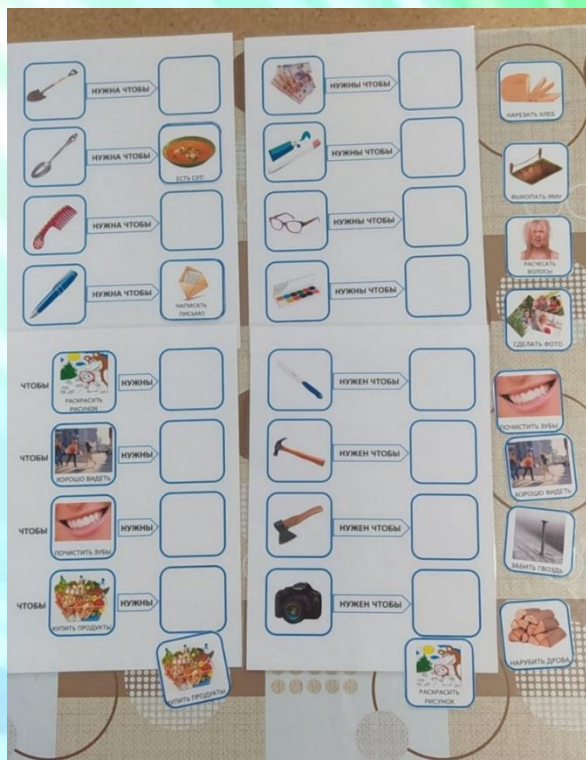 НУЖНА ЧТОБЫ
НУЖНА ЧТОБЫ
ЕСТЬ СУП
НУЖНА ЧТОБЫ
НУЖНА ЧТОБЫ
НАПИСАТЬ
ПИСЬМО
НУЖНЫ ЧТОБЫ
НУЖНЫ ЧТОБЫ
НУЖНЫ ЧТОБЫ
НУЖНЫ ЧТОБЫ
ЧТОБЫ
РАСКРАСИТЬ
РИСУНОК
НУЖНЫ
ЧТОБЫ
ХОРОШО ВИДЕТЬ
НУЖНЫ
ЧТОБЫ
ПОЧИСТИТЬ ЗУБЫ
НУЖНЫ
ЧТОБЫ
КУПИТЬ ПРОДУКТЫ
НУЖНЫ
КУПИТЬ ПРОДУКТЫ
НУЖЕН ЧТОБЫ
НУЖЕН ЧТОБЫ
НУЖЕН ЧТОБЫ
НУЖЕН ЧТОБЫ
РАСКРАСИТЬ
РИСУНОК
НАРЕЗАТЬ ХЛЕБ
ВЫКОПАТЬ ЯМУ
РАСЧЕСАТЬ
ВОЛОСЫ
СДЕЛАТЬ ФОТО
ПОЧИСТИТЬ ЗУБЫ
ХОРОШО ВИДЕТЬ
ЗАБИТЬ ГВОЗДЬ
НАРУБИТЬ ДРОВА